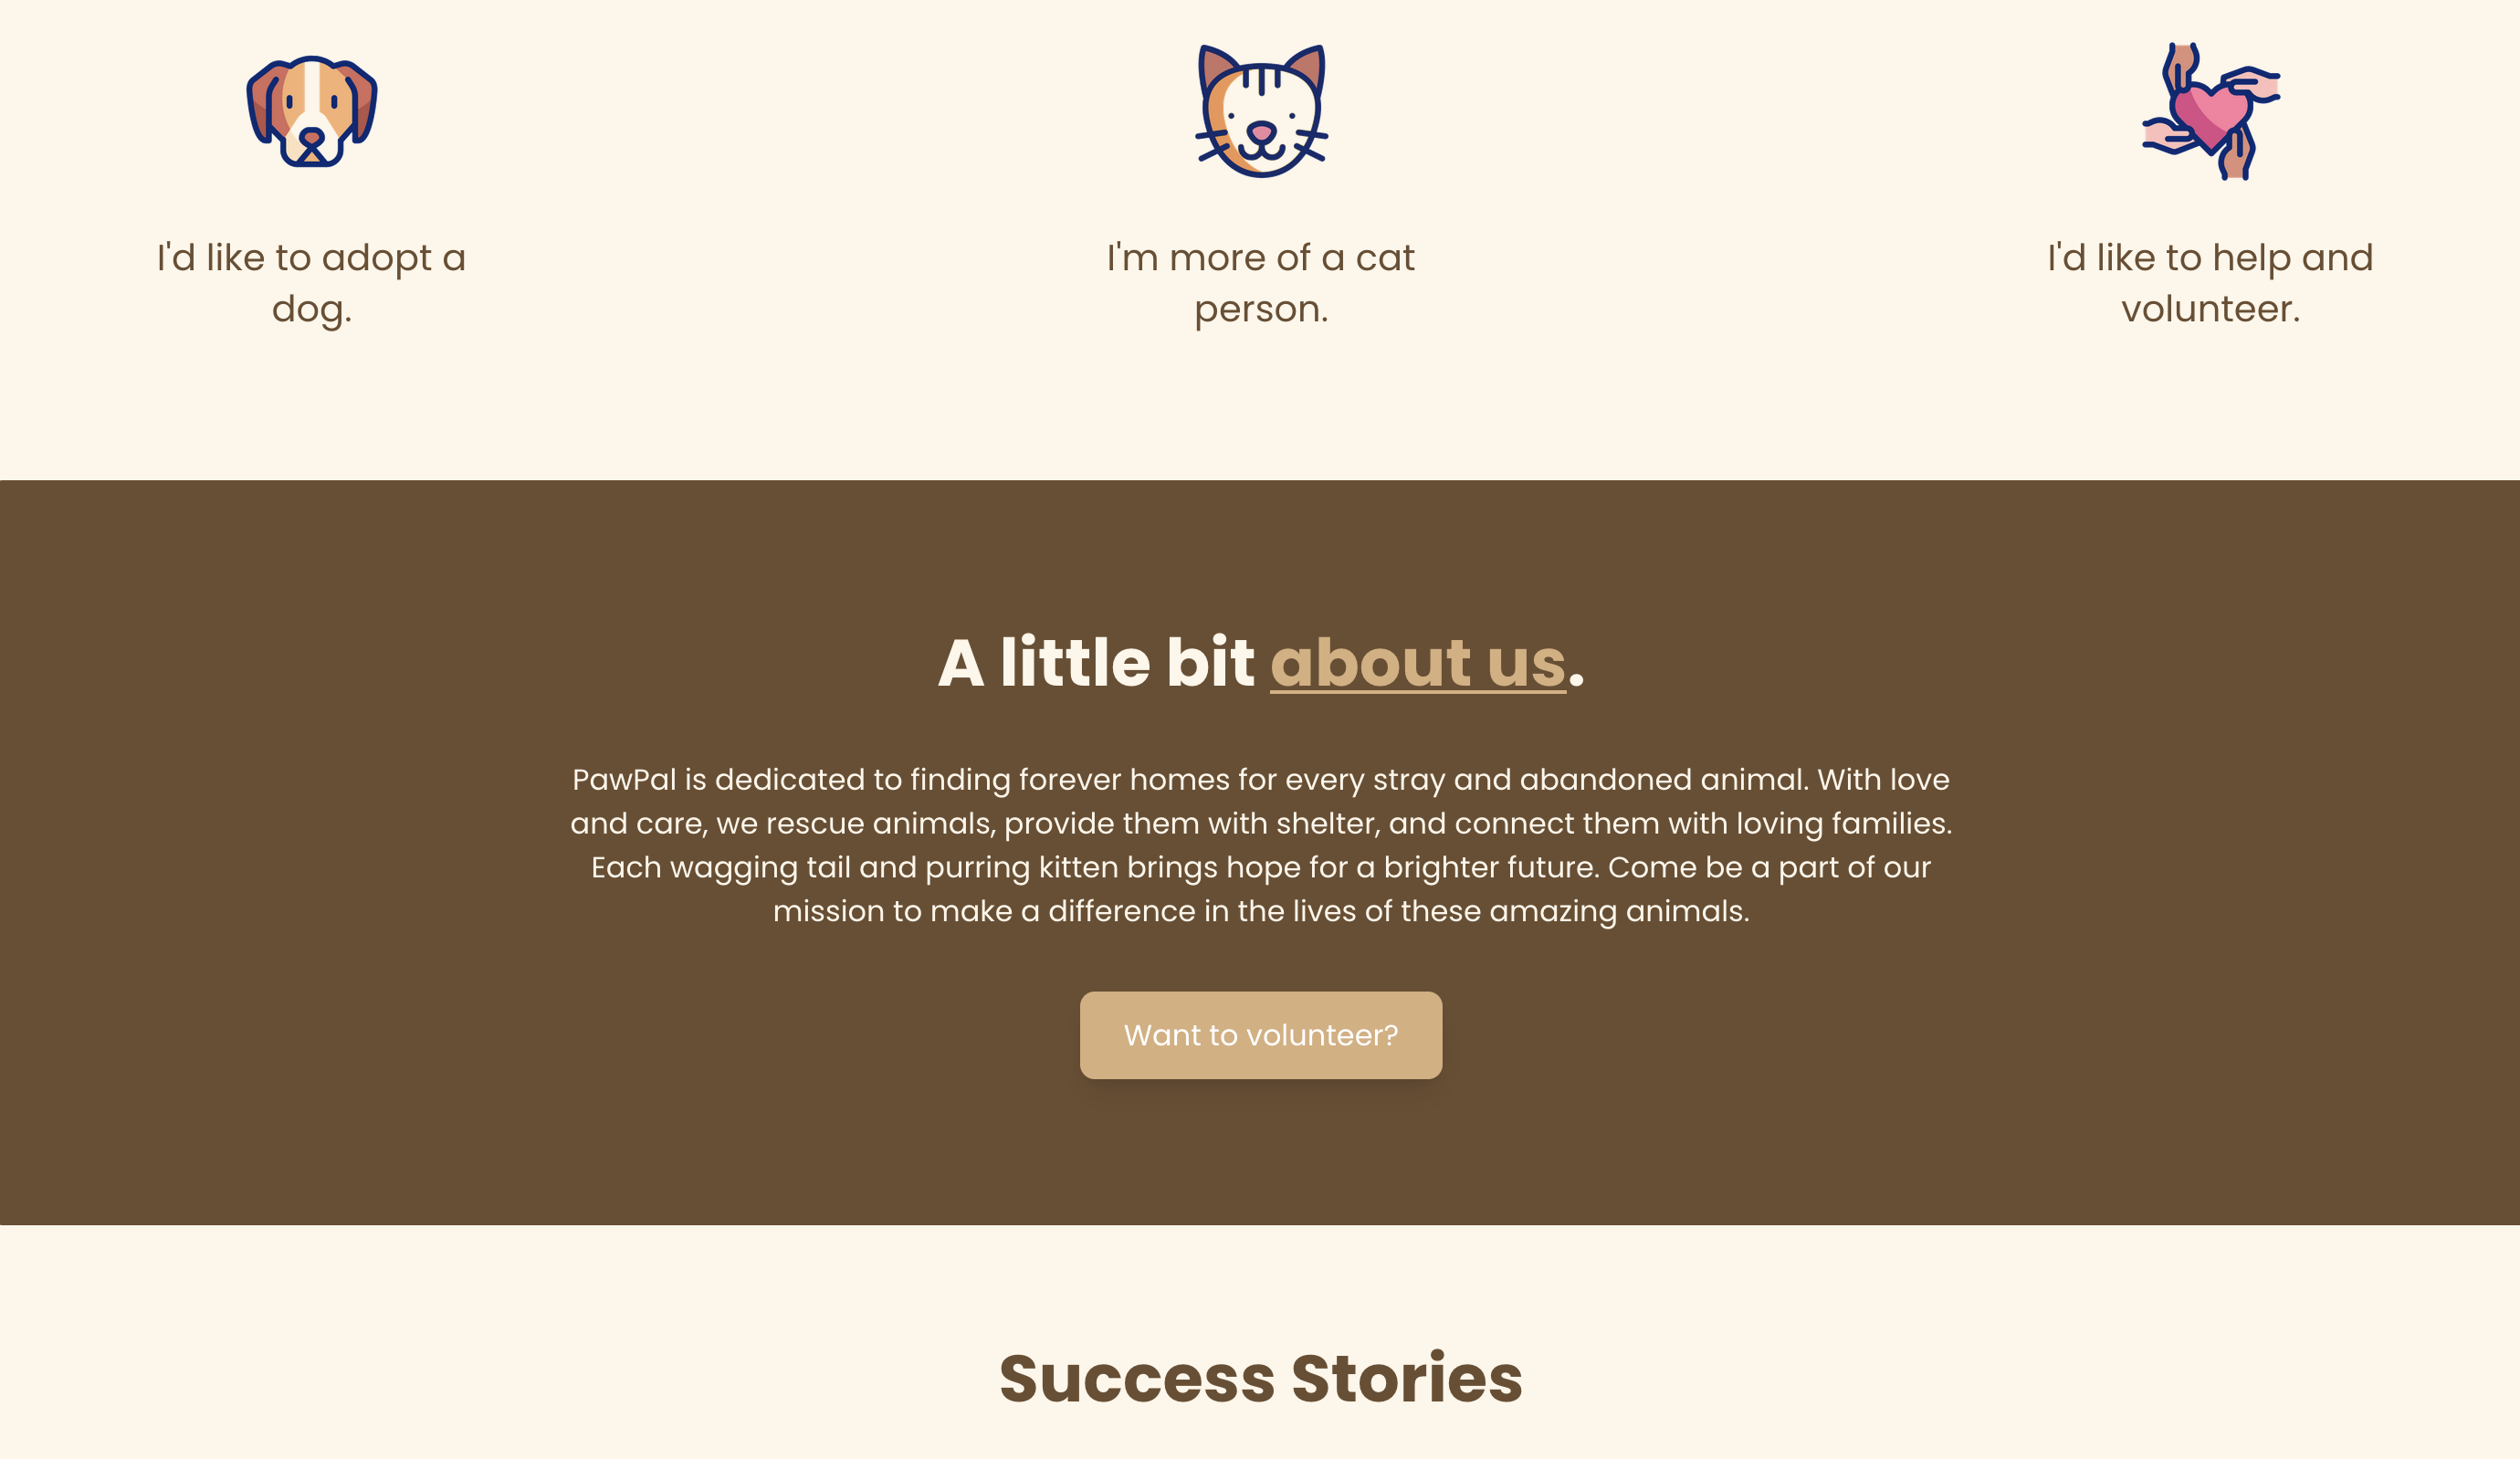 I'd like to adopt a
dog.
I'm more of a cat
person.
I'd like to help and
volunteer.
A little bit about us.
PawPal is dedicated to finding forever homes for every stray and abandoned animal. With love
and care, we rescue animals, provide them with shelter, and connect them with loving families.
Each wagging tail and purring kitten brings hope for a brighter future. Come be a part of our
mission to make a difference in the lives of these amazing animals.
Want to volunteer?
Success Stories